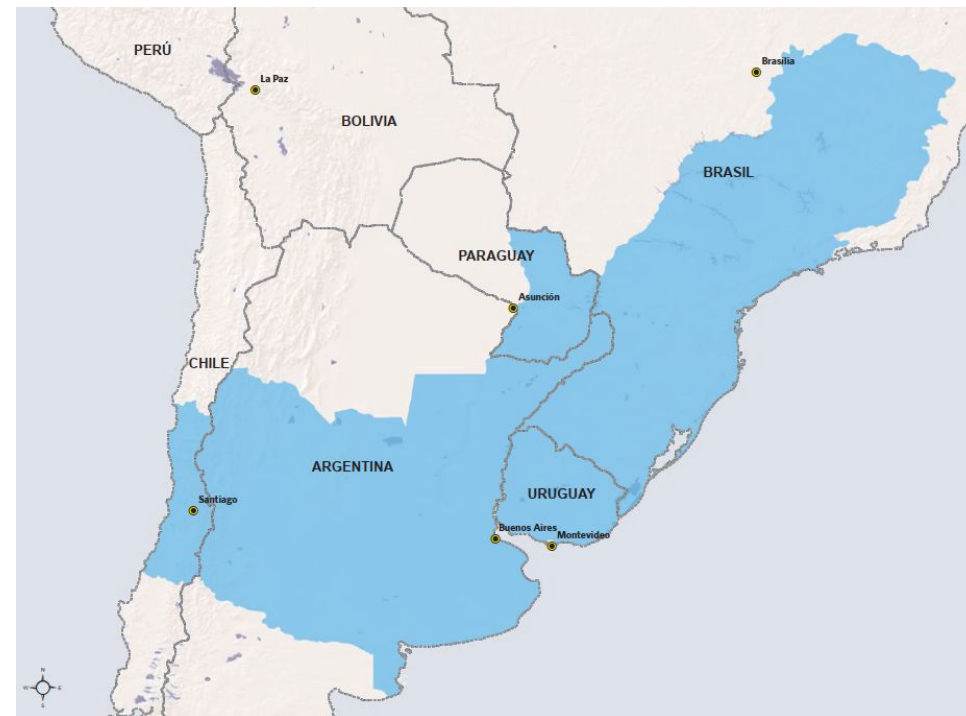 PERÚ
La Paz
Brasilia
BOLIVIA
BRASIL
PARAGUAY
Asunción
CHILE
ARGENTINA
URUGUAY
Santiago
Buenos Aires
Montevideo
N
W
E
S